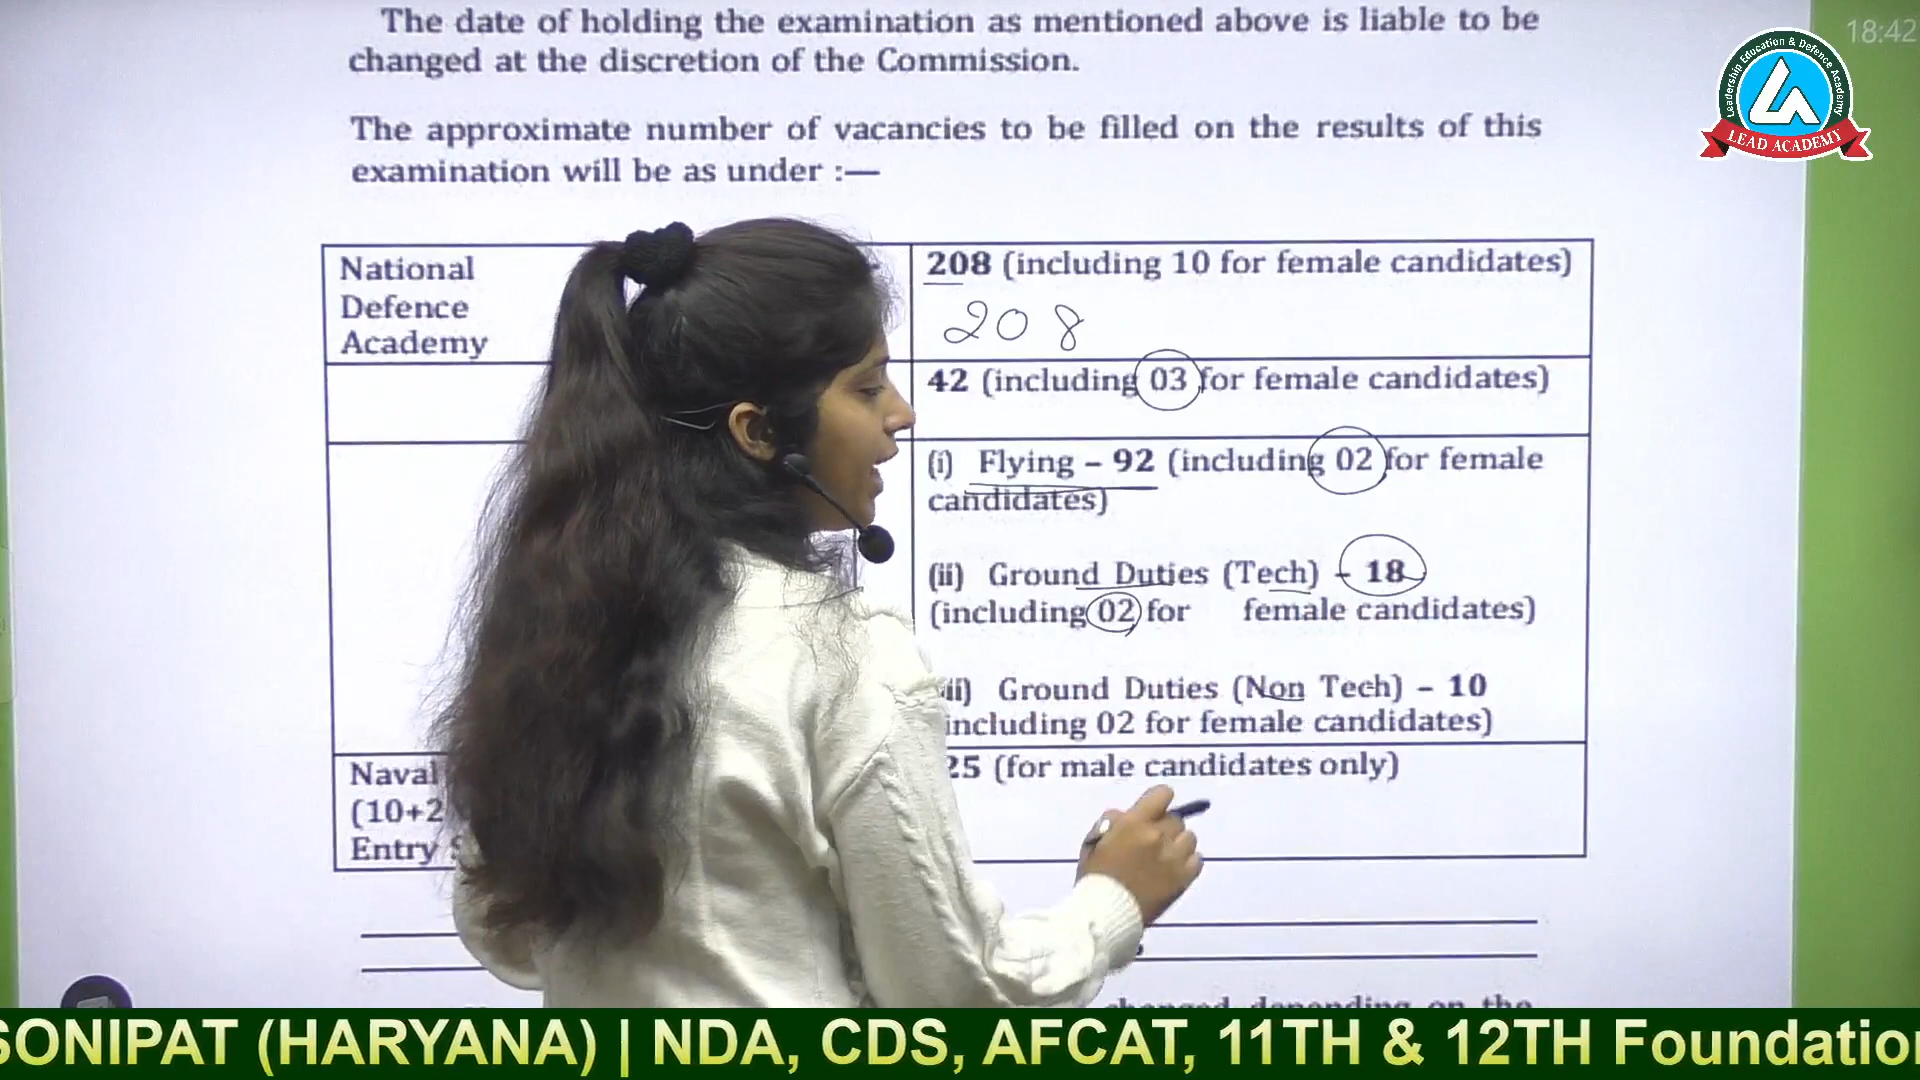 The date of holding the examination as mentioned above is liable to be
changed at the discretion of the Commission.
The approximate number of vacancies to be filled on the results of this
examination will be as under :—
National
Defence
Academy
208 (including 10 for female candidates)
208
42 (including 03 for female candidates)
(i) Flying – 92 (including 02 for female
candidates)
(ii) Ground Duties (Tech) – 18
(including 02 for female candidates)
Ground Duties (Non Tech) – 10
including 02 for female candidates)
Naval
(10+2
Entry
25 (for male candidates only)
changed depending on the
18:42
Leadership Education & Defence Academy
LEAD ACADEMY
SONIPAT (HARYANA) | NDA, CDS, AFCAT, 11TH & 12TH Foundation